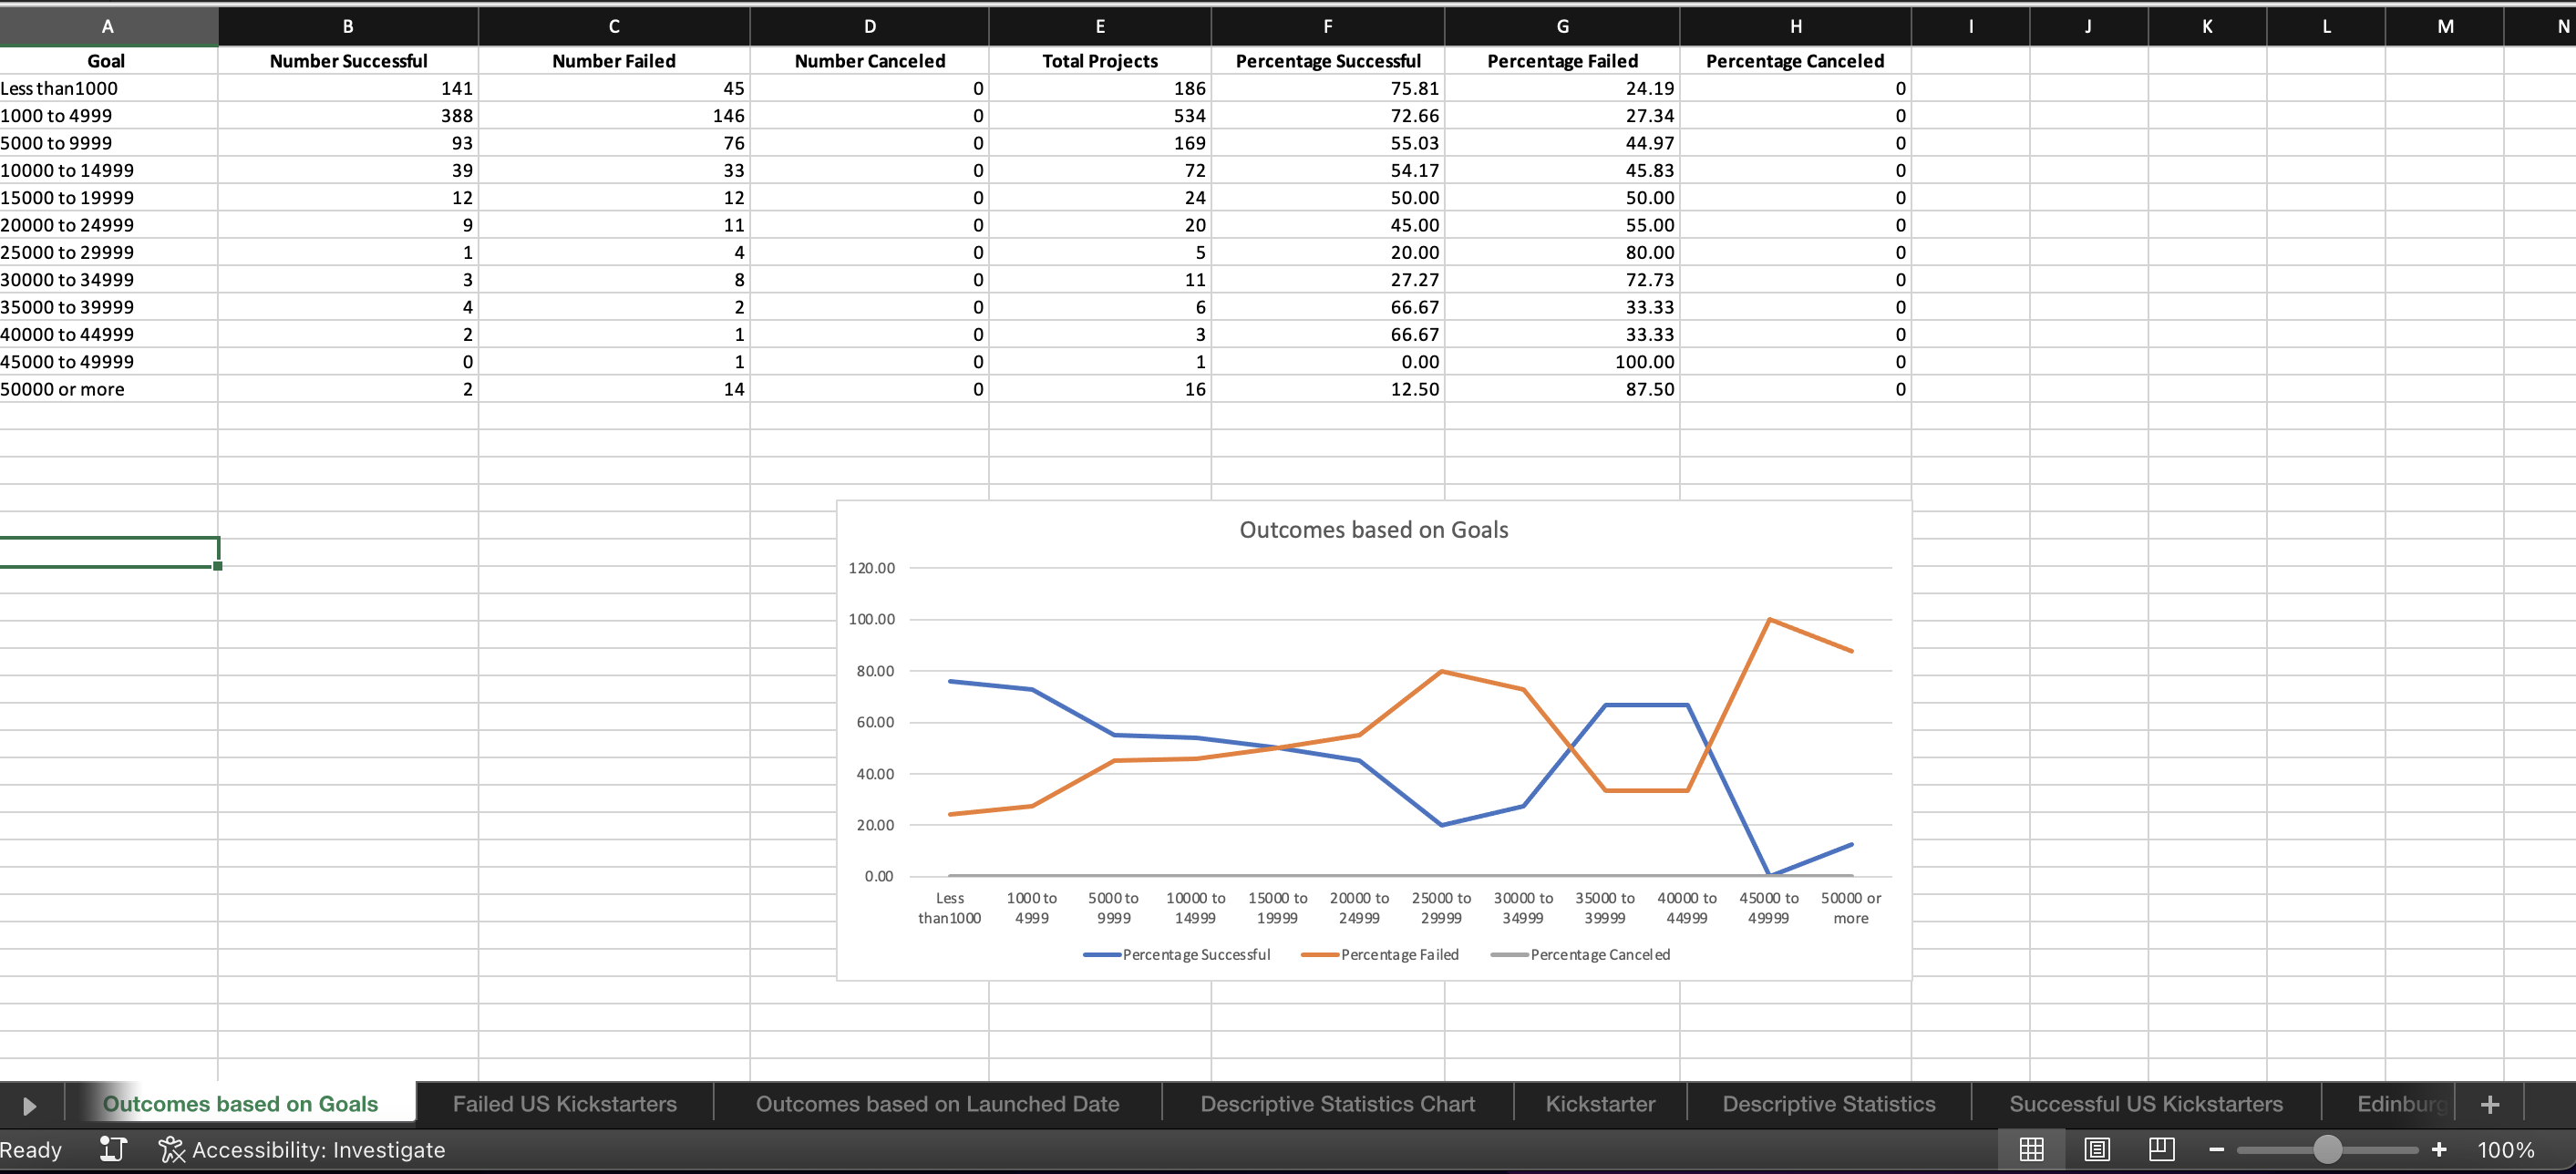 A B C D E F G H I J K L M N
Goal Number Successful Number Failed Number Canceled Total Projects Percentage Successful Percentage Failed Percentage Canceled
Less than1000 141 45 0 186 75.81 24.19 0
1000 to 4999 388 146 0 534 72.66 27.34 0
5000 to 9999 93 76 0 169 55.03 44.97 0
10000 to 14999 39 33 0 72 54.17 45.83 0
15000 to 19999 12 12 0 24 50.00 50.00 0
20000 to 24999 9 11 0 20 45.00 55.00 0
25000 to 29999 1 4 0 5 20.00 80.00 0
30000 to 34999 3 8 0 11 27.27 72.73 0
35000 to 39999 4 2 0 6 66.67 33.33 0
40000 to 44999 2 1 0 3 66.67 33.33 0
45000 to 49999 0 1 0 1 0.00 100.00 0
50000 or more 2 14 0 16 12.50 87.50 0
Outcomes based on Goals
120.00
100.00
80.00
60.00
40.00
20.00
0.00
Less 1000 to 5000 to 10000 to 15000 to 20000 to 25000 to 30000 to 35000 to 40000 to 45000 to 50000 or
than1000 4999 9999 14999 19999 24999 29999 34999 39999 44999 49999 more
Percentage Successful Percentage Failed Percentage Canceled
Outcomes based on Goals Failed US Kickstarters Outcomes based on Launched Date Descriptive Statistics Chart Kickstarter Descriptive Statistics Successful US Kickstarters Edinburg
Ready Accessibility: Investigate 100%